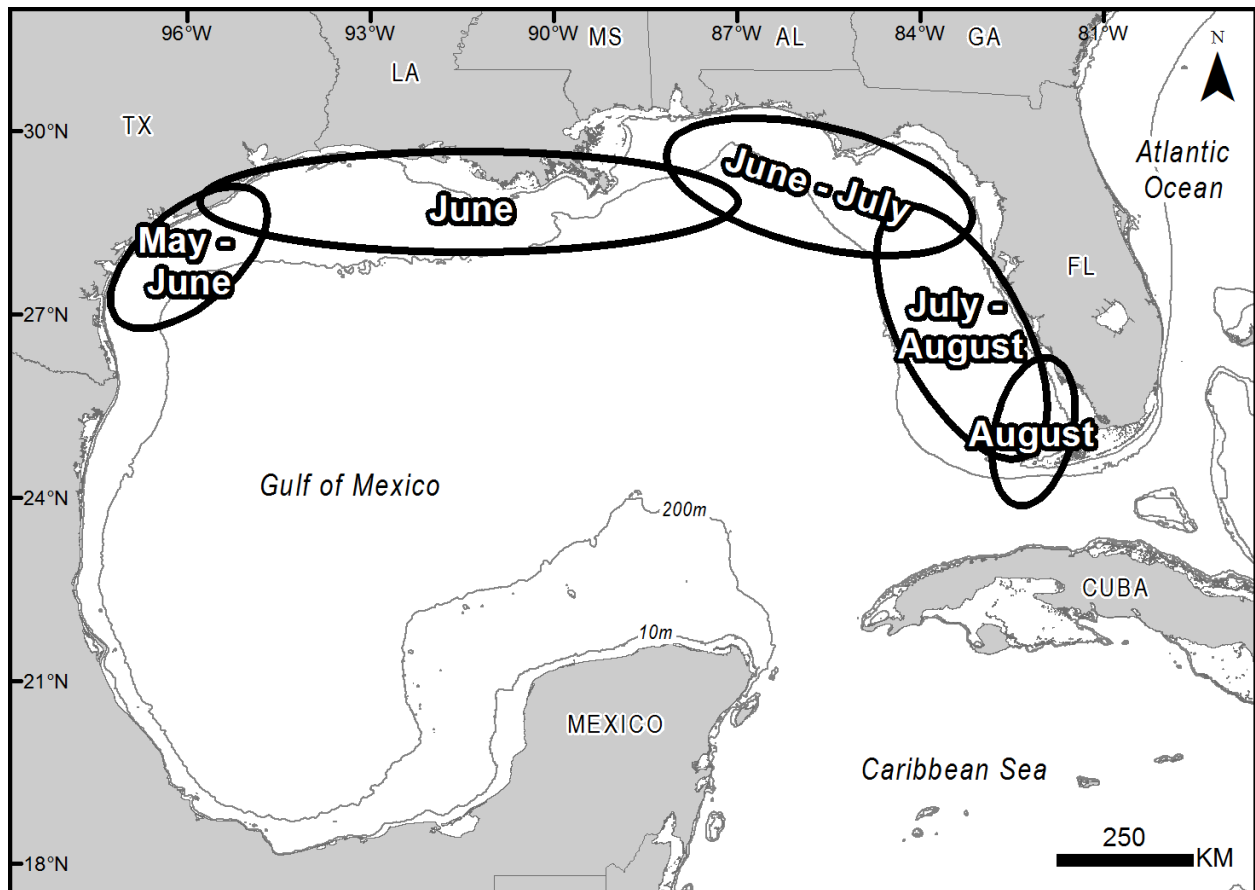 96°W
93°W
90°W
MS
87°W
AL
84°W
GA
81°W
N
LA
TX
30°N
Atlantic
Ocean
June - July
June
May -
June
FL
27°N
July -
August
August
Gulf of Mexico
24°N
200m
CUBA
10m
21°N
MEXICO
Caribbean Sea
250
KM
18°N